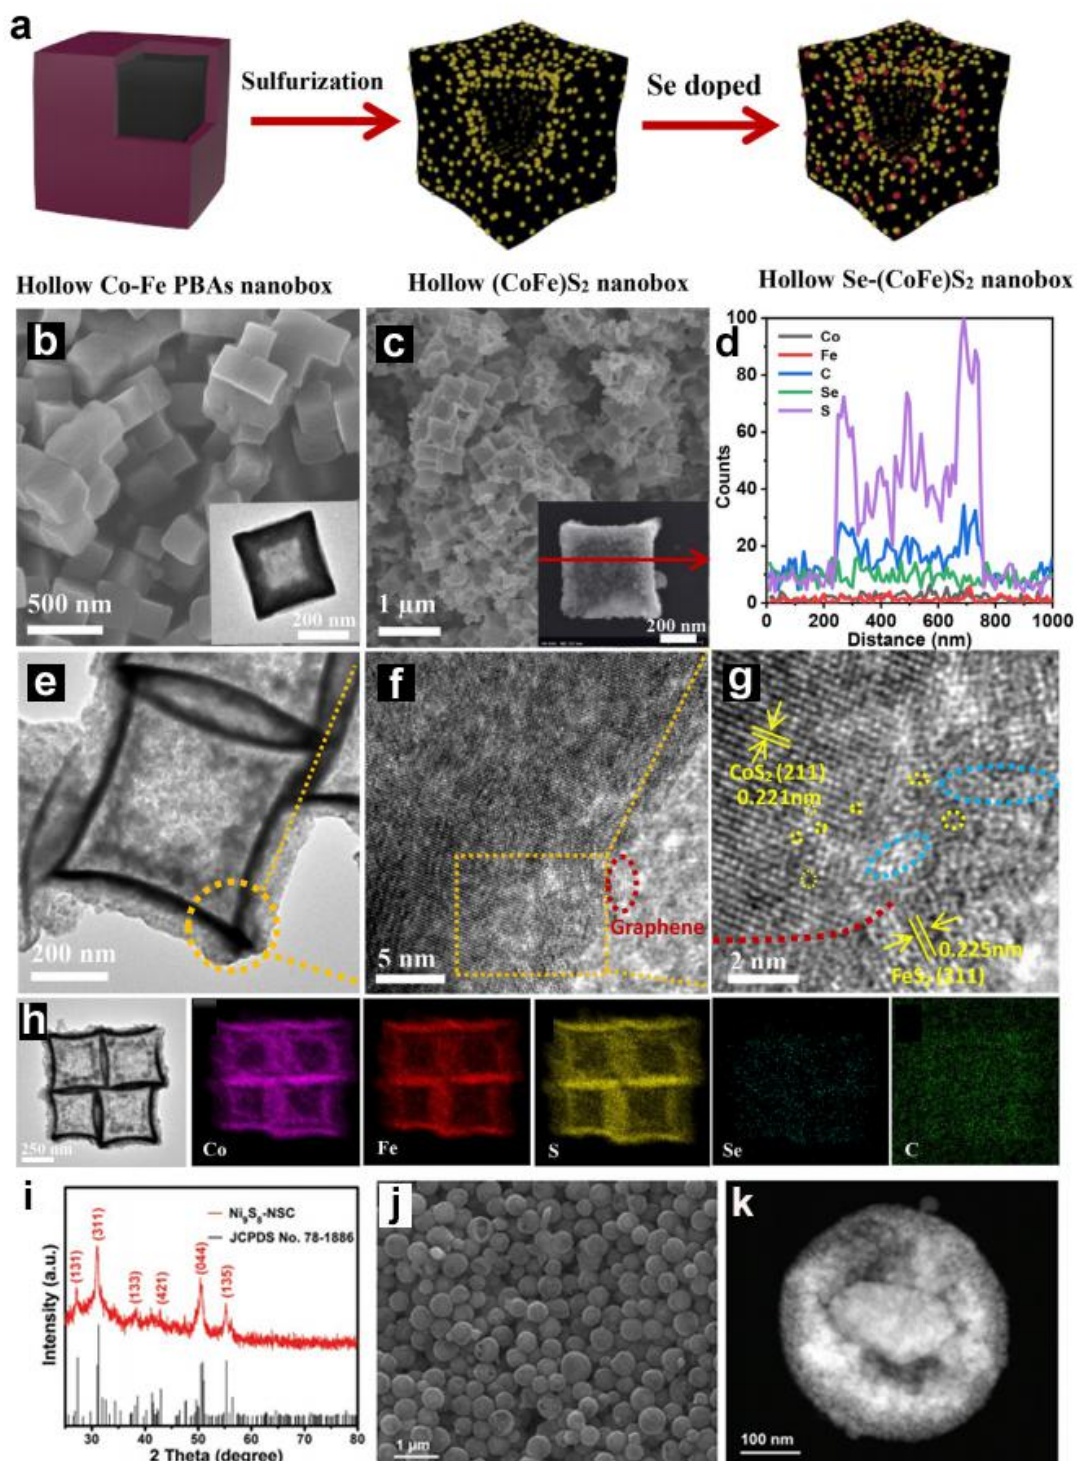 a
Sulfurization
Se doped
Hollow Co-Fe PBAs nanobox
Hollow (CoFe)S₂ nanobox
Hollow Se-(CoFe)S₂ nanobox
b
500 nm
200 nm
c
1 µm
200 nm
d
Co
Fe
C
Se
S
100
80
60
40
20
0
Counts
0 200 400 600 800 1000
Distance (nm)
e
200 nm
f
Graphene
5 nm
g
CoS₂ (211)
0.221nm
0.225nm
FeS₂ (311)
2 nm
h
250 nm
Co
Fe
S
Se
C
i
Ni₉S₈-NSC
JCPDS No. 78-1886
(131)
(311)
(133)
(421)
(044)
(135)
Intensity (a.u.)
30 40 50 60 70 80
2 Theta (degree)
j
1 µm
k
100 nm